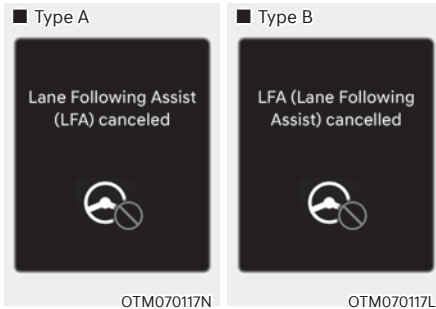 ■ Type A
Lane Following Assist
(LFA) canceled
OTM070117N
■ Type B
LFA (Lane Following
Assist) cancelled
OTM070117L